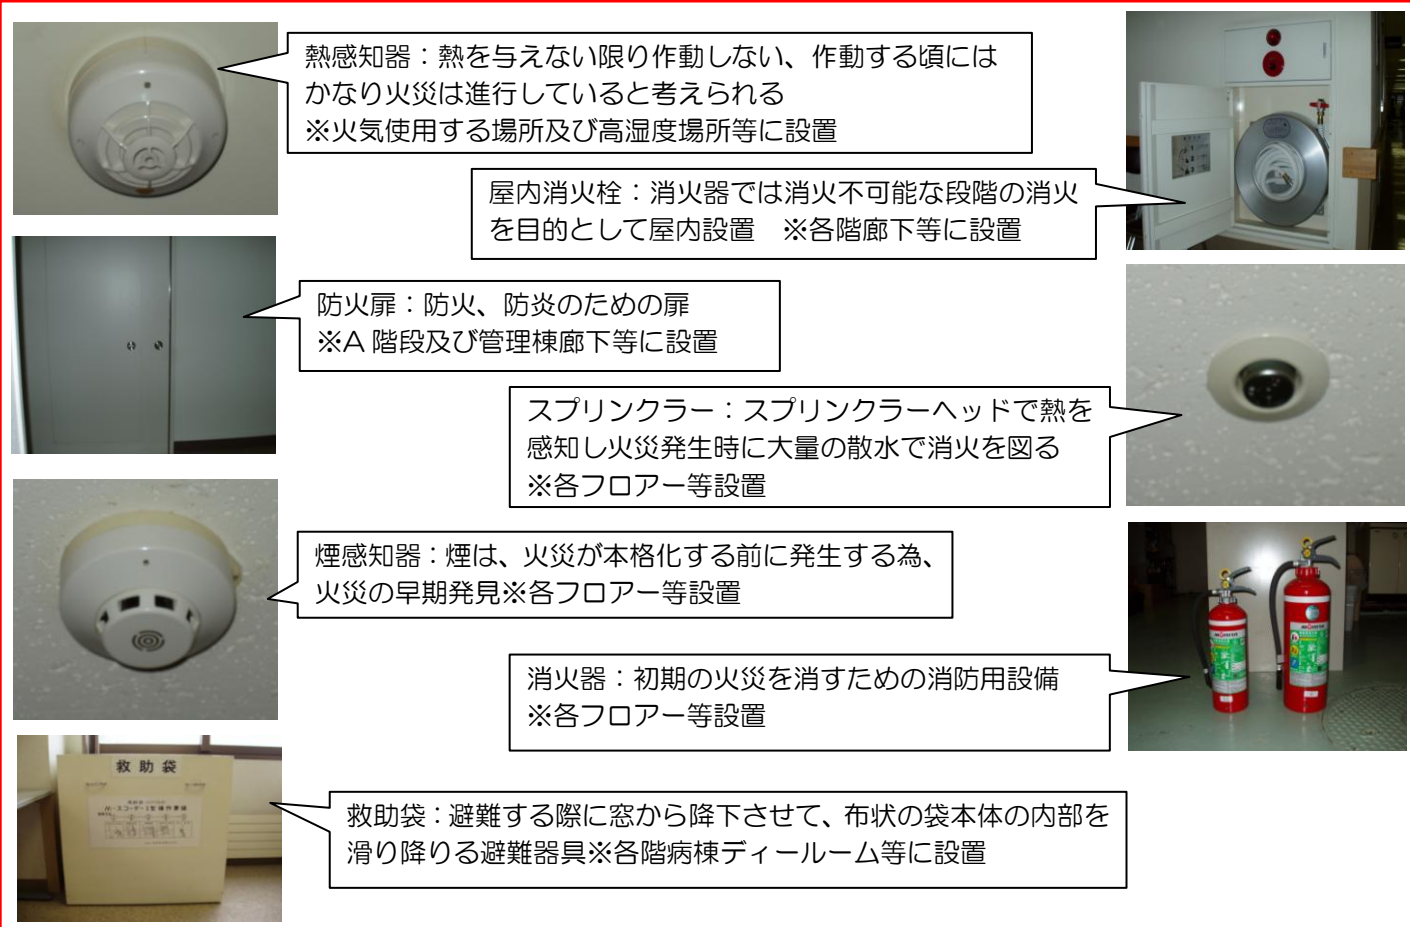 熱感知器：熱を与えない限り作動しない、作動する頃には
かなり火災は進行していると考えられる
※火気使用する場所及び高湿度場所等に設置
屋内消火栓：消火器では消火不可能な段階の消火
を目的として屋内設置　※各階廊下等に設置
防火扉：防火、防炎のための扉
※A 階段及び管理棟廊下等に設置
スプリンクラー：スプリンクラーヘッドで熱を
感知し火災発生時に大量の散水で消火を図る
※各フロアー等設置
煙感知器：煙は、火災が本格化する前に発生する為、
火災の早期発見※各フロアー等設置
消火器：初期の火災を消すための消防用設備
※各フロアー等設置
救助袋
救助袋：避難する際に窓から降下させて、布状の袋本体の内部を
滑り降りる避難器具※各階病棟ディールーム等に設置